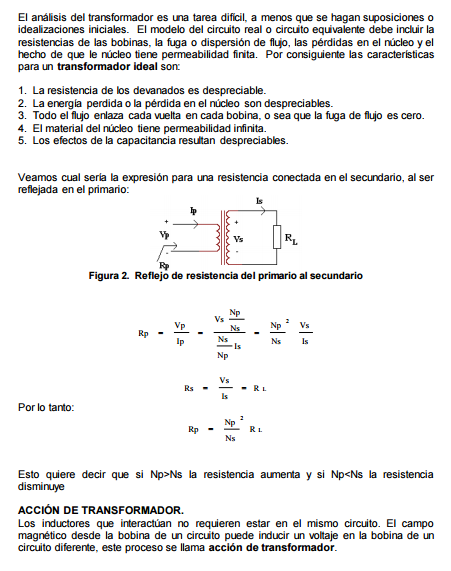 El análisis del transformador es una tarea difícil, a menos que se hagan suposiciones o
idealizaciones iniciales. El modelo del circuito real o circuito equivalente debe incluir la
resistencias de las bobinas, la fuga o dispersión de flujo, las pérdidas en el núcleo y el
hecho de que le núcleo tiene permeabilidad finita. Por consiguiente las características
para un transformador ideal son:
1. La resistencia de los devanados es despreciable.
2. La energía perdida o la pérdida en el núcleo son despreciables.
3. Todo el flujo enlaza cada vuelta en cada bobina, o sea que la fuga de flujo es cero.
4. El material del núcleo tiene permeabilidad infinita.
5. Los efectos de la capacitancia resultan despreciables.
Veamos cual sería la expresión para una resistencia conectada en el secundario, al ser
reflejada en el primario:
Is
Ip
+ +
Vp Vs RL
- -
Rp
Figura 2. Reflejo de resistencia del primario al secundario
Rp = Vp/Ip = (Vs Np/Ns)/(Ns/Np Is) = Np/Ns ² Vs/Is
Rs = Vs/Is = RL
Por lo tanto:
Rp = Np/Ns ² RL
Esto quiere decir que si Np>Ns la resistencia aumenta y si Np<Ns la resistencia
disminuye
ACCIÓN DE TRANSFORMADOR.
Los inductores que interactúan no requieren estar en el mismo circuito. El campo
magnético desde la bobina de un circuito puede inducir un voltaje en la bobina de un
circuito diferente, este proceso se llama acción de transformador.